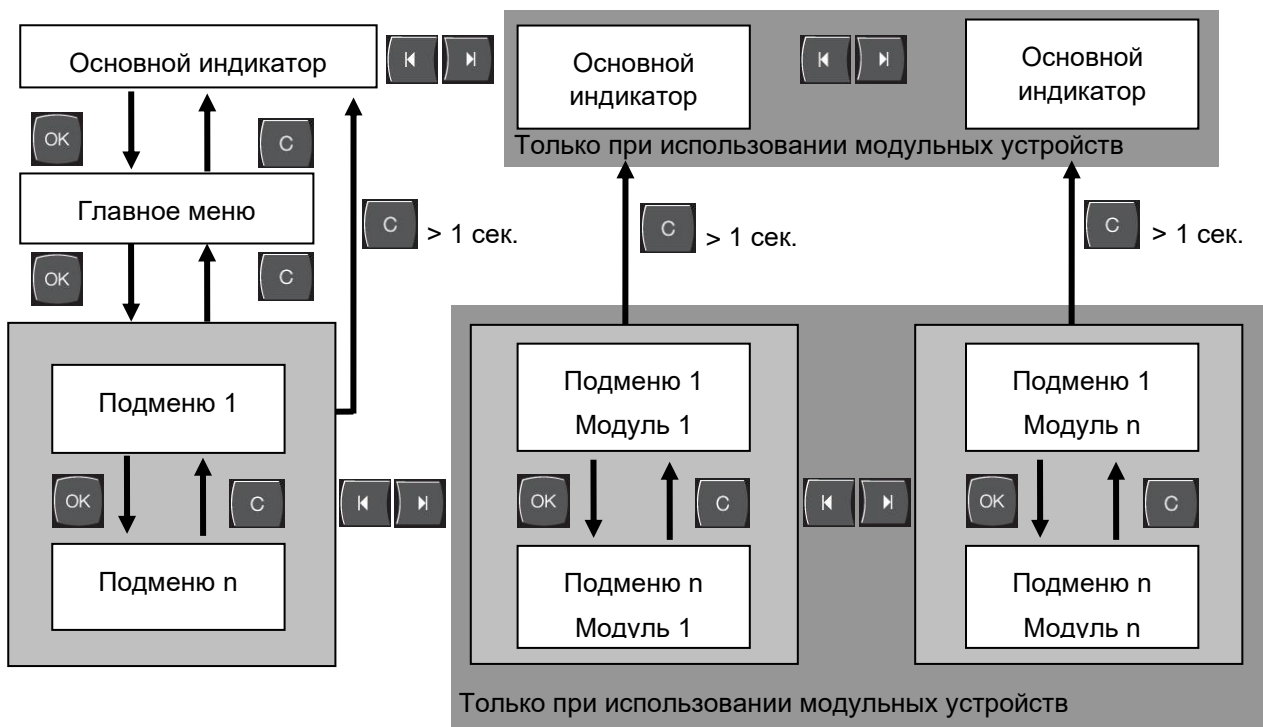 Основной индикатор
Основной
индикатор
Основной
индикатор
Только при использовании модульных устройств
OK
C
Главное меню
C
> 1 сек.
C
> 1 сек.
C
> 1 сек.
OK
C
Подменю 1
Подменю 1
Модуль 1
Подменю 1
Модуль n
OK
C
OK
C
OK
C
Подменю n
Подменю n
Модуль 1
Подменю n
Модуль n
Только при использовании модульных устройств